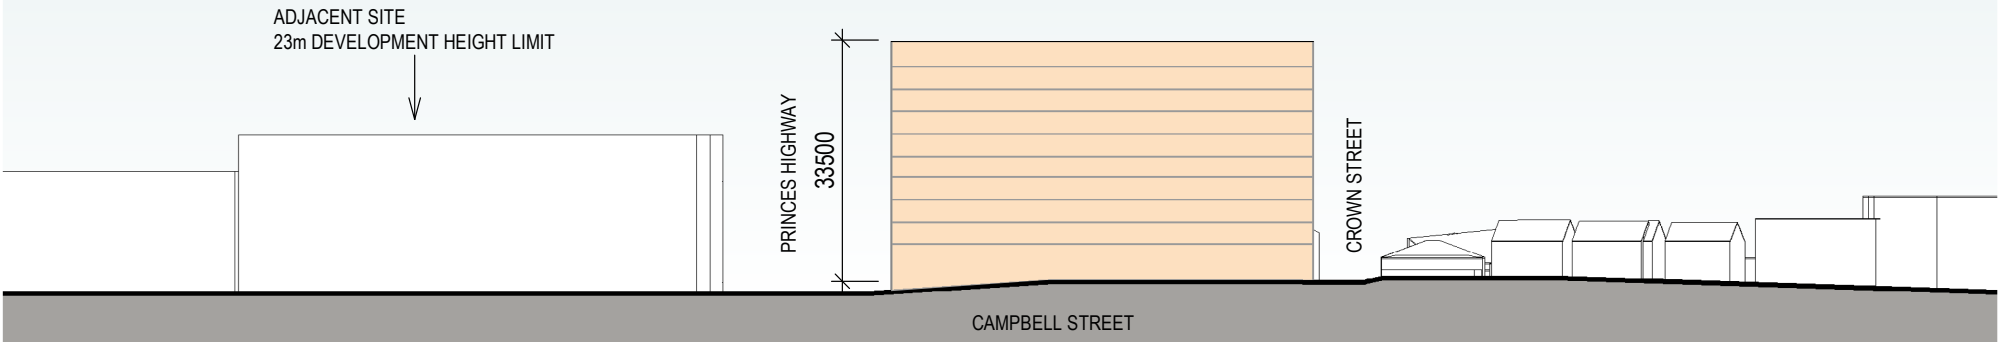 ADJACENT SITE
23m DEVELOPMENT HEIGHT LIMIT
PRINCES HIGHWAY
33500
CROWN STREET
CAMPBELL STREET